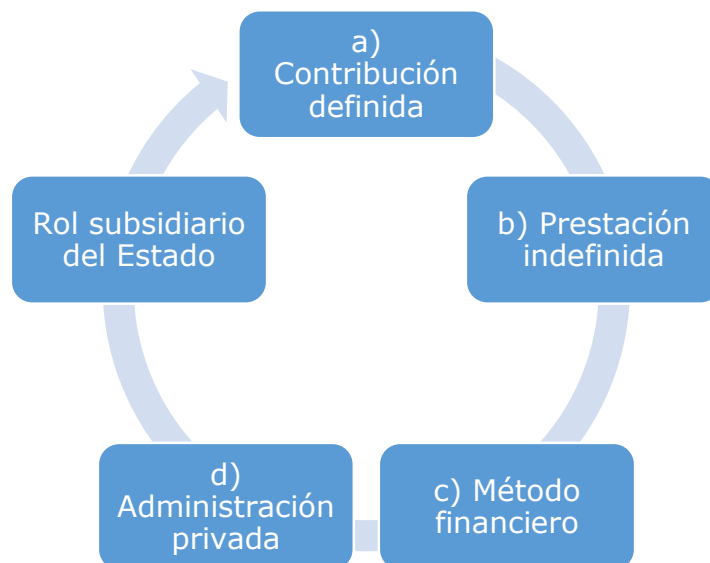 a)
Contribución
definida
b) Prestación
indefinida
c) Método
financiero
d)
Administración
privada
Rol subsidiario
del Estado